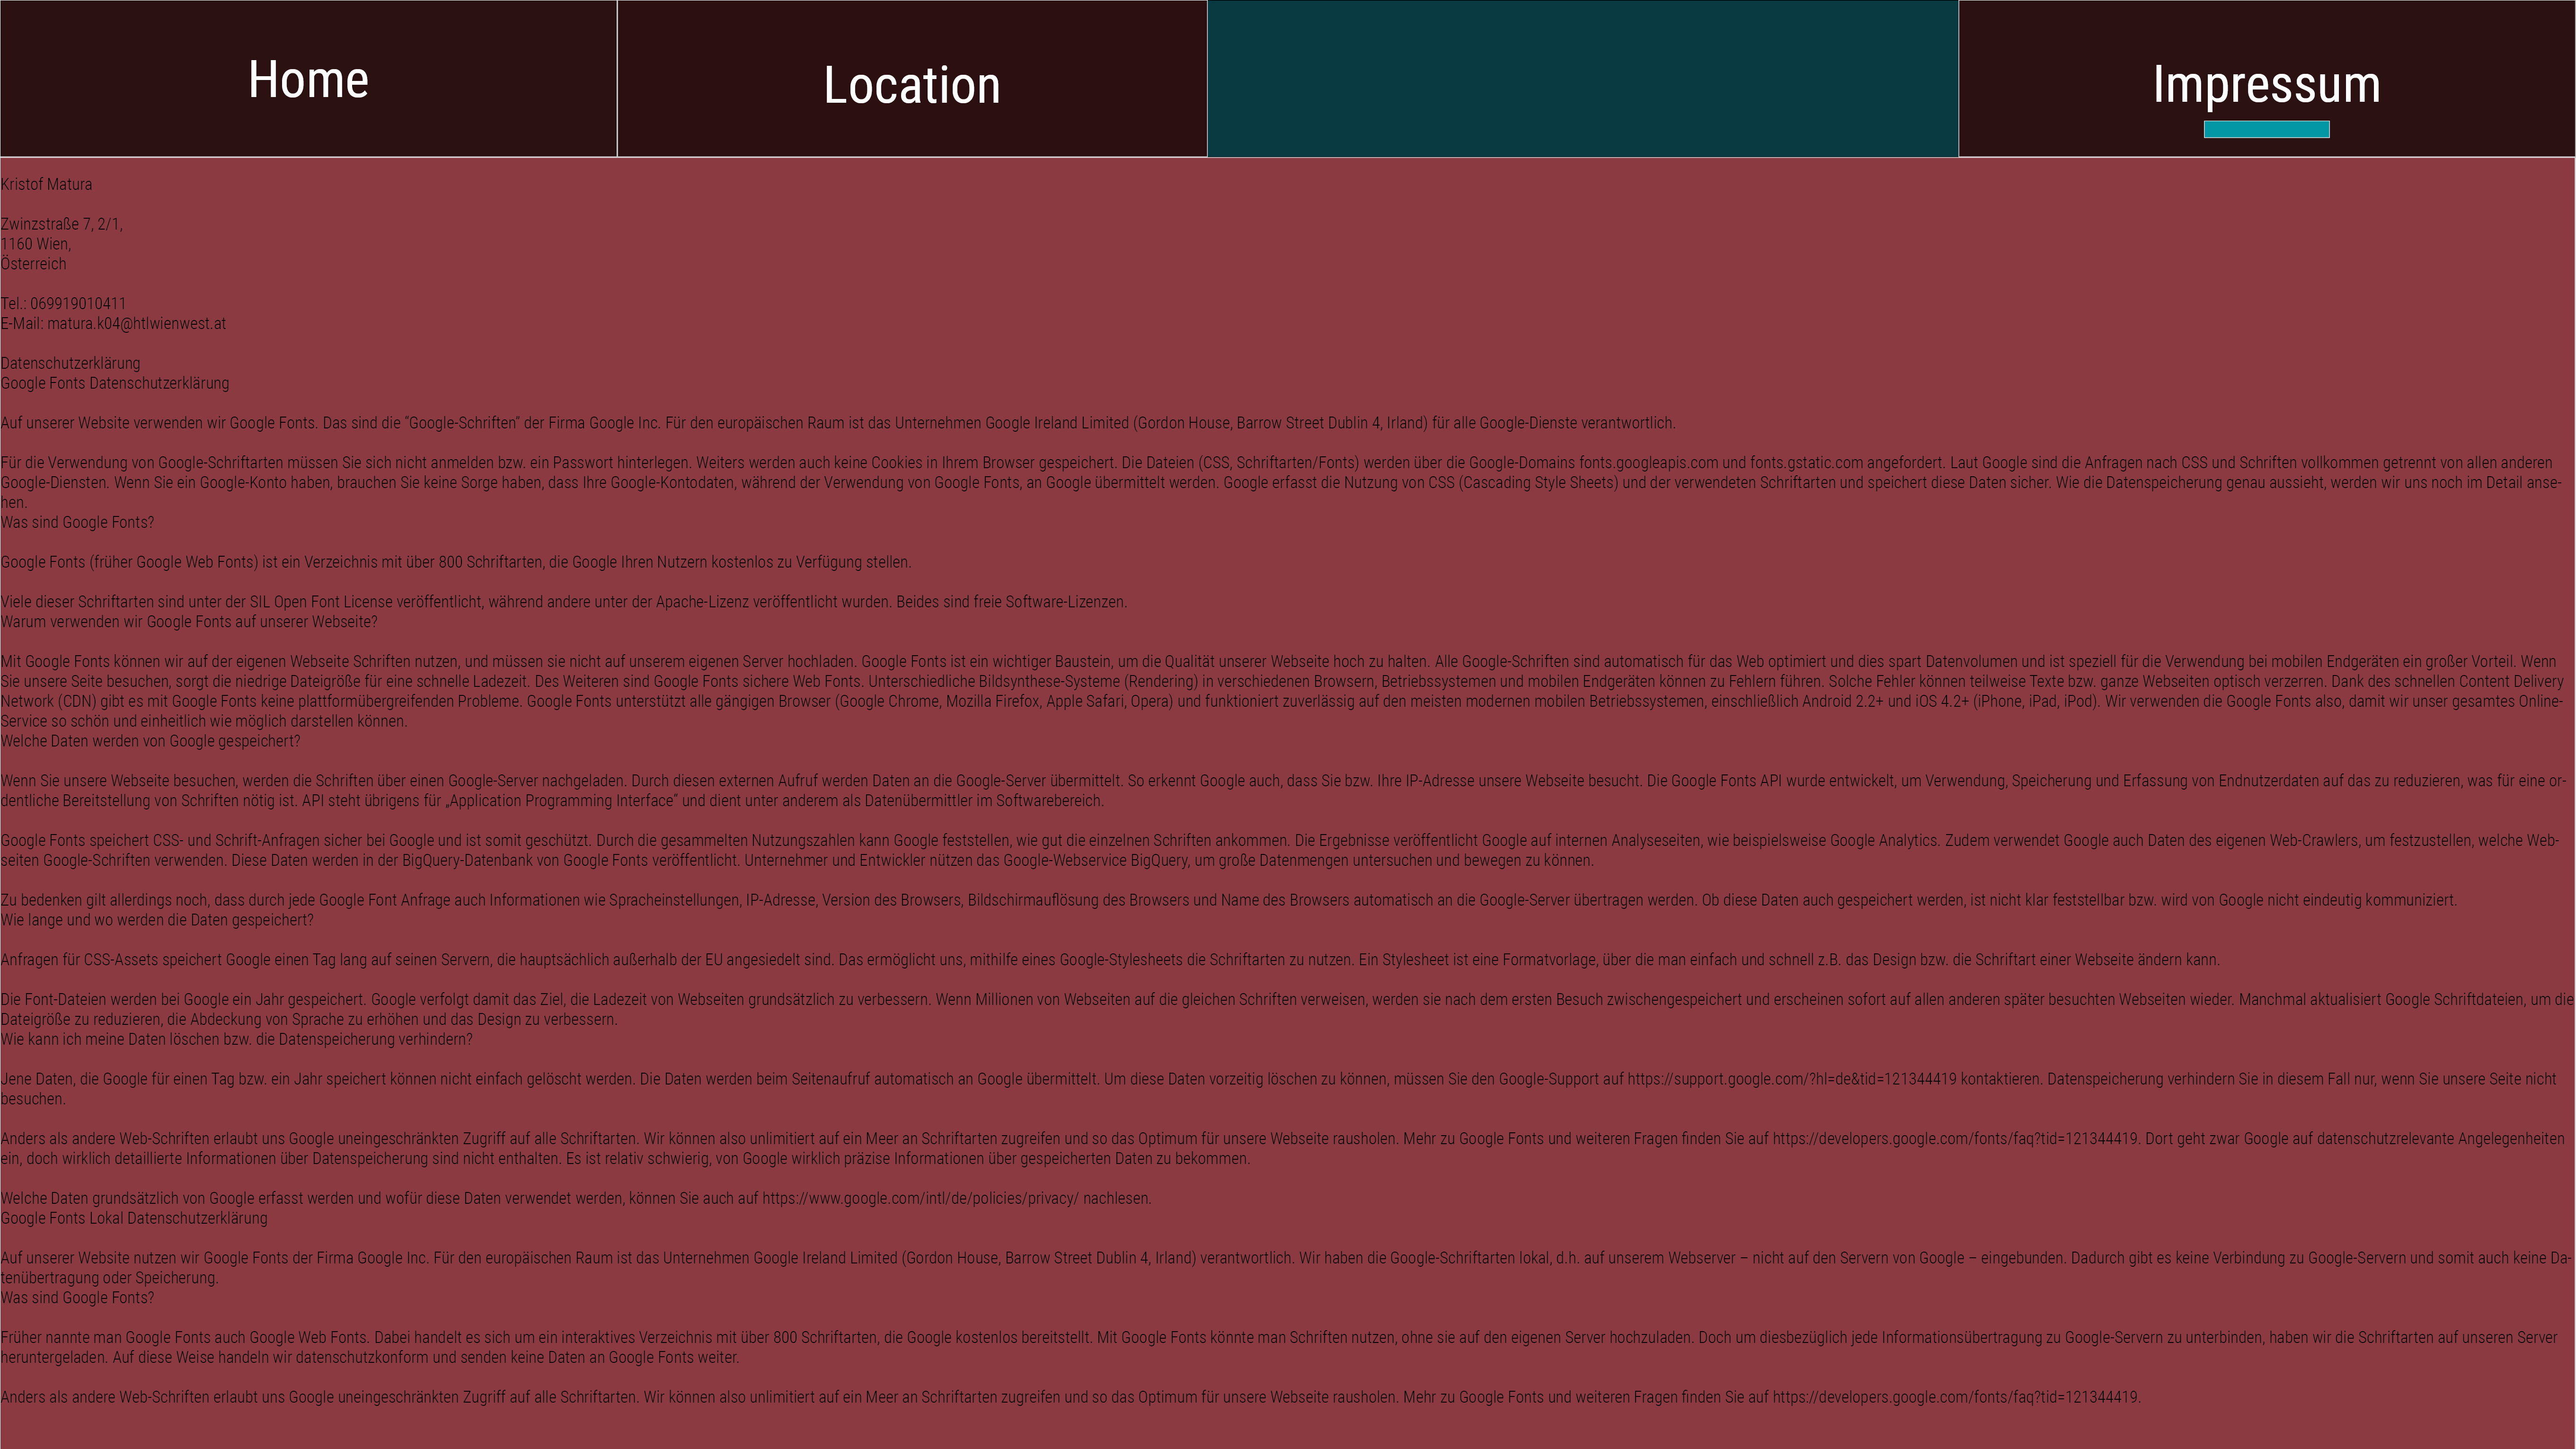 Home
Location
Impressum
Kristof Matura
Zwinzstraße 7, 2/1,
1160 Wien,
Österreich
Tel.: 069919010411
E-Mail: matura.k04@htlwienwest.at
Datenschutzerklärung
Google Fonts Datenschutzerklärung
Auf unserer Website verwenden wir Google Fonts. Das sind die “Google-Schriften” der Firma Google Inc. Für den europäischen Raum ist das Unternehmen Google Ireland Limited (Gordon House, Barrow Street Dublin 4, Irland) für alle Google-Dienste verantwortlich.
Für die Verwendung von Google-Schriftarten müssen Sie sich nicht anmelden bzw. ein Passwort hinterlegen. Weiters werden auch keine Cookies in Ihrem Browser gespeichert. Die Dateien (CSS, Schriftarten/Fonts) werden über die Google-Domains fonts.googleapis.com und fonts.gstatic.com angefordert. Laut Google sind die Anfragen nach CSS und Schriften vollkommen getrennt von allen anderen
Google-Diensten. Wenn Sie ein Google-Konto haben, brauchen Sie keine Sorge haben, dass Ihre Google-Kontodaten, während der Verwendung von Google Fonts, an Google übermittelt werden. Google erfasst die Nutzung von CSS (Cascading Style Sheets) und der verwendeten Schriftarten und speichert diese Daten sicher. Wie die Datenspeicherung genau aussieht, werden wir uns noch im Detail anse-
hen.
Was sind Google Fonts?
Google Fonts (früher Google Web Fonts) ist ein Verzeichnis mit über 800 Schriftarten, die Google Ihren Nutzern kostenlos zu Verfügung stellen.
Viele dieser Schriftarten sind unter der SIL Open Font License veröffentlicht, während andere unter der Apache-Lizenz veröffentlicht wurden. Beides sind freie Software-Lizenzen.
Warum verwenden wir Google Fonts auf unserer Webseite?
Mit Google Fonts können wir auf der eigenen Webseite Schriften nutzen, und müssen sie nicht auf unserem eigenen Server hochladen. Google Fonts ist ein wichtiger Baustein, um die Qualität unserer Webseite hoch zu halten. Alle Google-Schriften sind automatisch für das Web optimiert und dies spart Datenvolumen und ist speziell für die Verwendung bei mobilen Endgeräten ein großer Vorteil. Wenn
Sie unsere Seite besuchen, sorgt die niedrige Dateigröße für eine schnelle Ladezeit. Des Weiteren sind Google Fonts sichere Web Fonts. Unterschiedliche Bildsynthese-Systeme (Rendering) in verschiedenen Browsern, Betriebssystemen und mobilen Endgeräten können zu Fehlern führen. Solche Fehler können teilweise Texte bzw. ganze Webseiten optisch verzerren. Dank des schnellen Content Delivery
Network (CDN) gibt es mit Google Fonts keine plattformübergreifenden Probleme. Google Fonts unterstützt alle gängigen Browser (Google Chrome, Mozilla Firefox, Apple Safari, Opera) und funktioniert zuverlässig auf den meisten modernen mobilen Betriebssystemen, einschließlich Android 2.2+ und iOS 4.2+ (iPhone, iPad, iPod). Wir verwenden die Google Fonts also, damit wir unser gesamtes Online-
Service so schön und einheitlich wie möglich darstellen können.
Welche Daten werden von Google gespeichert?
Wenn Sie unsere Webseite besuchen, werden die Schriften über einen Google-Server nachgeladen. Durch diesen externen Aufruf werden Daten an die Google-Server übermittelt. So erkennt Google auch, dass Sie bzw. Ihre IP-Adresse unsere Webseite besucht. Die Google Fonts API wurde entwickelt, um Verwendung, Speicherung und Erfassung von Endnutzerdaten auf das zu reduzieren, was für eine or-
dentliche Bereitstellung von Schriften nötig ist. API steht übrigens für „Application Programming Interface“ und dient unter anderem als Datenübermittler im Softwarebereich.
Google Fonts speichert CSS- und Schrift-Anfragen sicher bei Google und ist somit geschützt. Durch die gesammelten Nutzungszahlen kann Google feststellen, wie gut die einzelnen Schriften ankommen. Die Ergebnisse veröffentlicht Google auf internen Analyseseiten, wie beispielsweise Google Analytics. Zudem verwendet Google auch Daten des eigenen Web-Crawlers, um festzustellen, welche Web-
seiten Google-Schriften verwenden. Diese Daten werden in der BigQuery-Datenbank von Google Fonts veröffentlicht. Unternehmer und Entwickler nützen das Google-Webservice BigQuery, um große Datenmengen untersuchen und bewegen zu können.
Zu bedenken gilt allerdings noch, dass durch jede Google Font Anfrage auch Informationen wie Spracheinstellungen, IP-Adresse, Version des Browsers, Bildschirmauflösung des Browsers und Name des Browsers automatisch an die Google-Server übertragen werden. Ob diese Daten auch gespeichert werden, ist nicht klar feststellbar bzw. wird von Google nicht eindeutig kommuniziert.
Wie lange und wo werden die Daten gespeichert?
Anfragen für CSS-Assets speichert Google einen Tag lang auf seinen Servern, die hauptsächlich außerhalb der EU angesiedelt sind. Das ermöglicht uns, mithilfe eines Google-Stylesheets die Schriftarten zu nutzen. Ein Stylesheet ist eine Formatvorlage, über die man einfach und schnell z.B. das Design bzw. die Schriftart einer Webseite ändern kann.
Die Font-Dateien werden bei Google ein Jahr gespeichert. Google verfolgt damit das Ziel, die Ladezeit von Webseiten grundsätzlich zu verbessern. Wenn Millionen von Webseiten auf die gleichen Schriften verweisen, werden sie nach dem ersten Besuch zwischengespeichert und erscheinen sofort auf allen anderen später besuchten Webseiten wieder. Manchmal aktualisiert Google Schriftdateien, um die
Dateigröße zu reduzieren, die Abdeckung von Sprache zu erhöhen und das Design zu verbessern.
Wie kann ich meine Daten löschen bzw. die Datenspeicherung verhindern?
Jene Daten, die Google für einen Tag bzw. ein Jahr speichert können nicht einfach gelöscht werden. Die Daten werden beim Seitenaufruf automatisch an Google übermittelt. Um diese Daten vorzeitig löschen zu können, müssen Sie den Google-Support auf https://support.google.com/?hl=de&tid=121344419 kontaktieren. Datenspeicherung verhindern Sie in diesem Fall nur, wenn Sie unsere Seite nicht
besuchen.
Anders als andere Web-Schriften erlaubt uns Google uneingeschränkten Zugriff auf alle Schriftarten. Wir können also unlimitiert auf ein Meer an Schriftarten zugreifen und so das Optimum für unsere Webseite rausholen. Mehr zu Google Fonts und weiteren Fragen finden Sie auf https://developers.google.com/fonts/faq?tid=121344419. Dort geht zwar Google auf datenschutzrelevante Angelegenheiten
ein, doch wirklich detaillierte Informationen über Datenspeicherung sind nicht enthalten. Es ist relativ schwierig, von Google wirklich präzise Informationen über gespeicherten Daten zu bekommen.
Welche Daten grundsätzlich von Google erfasst werden und wofür diese Daten verwendet werden, können Sie auch auf https://www.google.com/intl/de/policies/privacy/ nachlesen.
Google Fonts Lokal Datenschutzerklärung
Auf unserer Website nutzen wir Google Fonts der Firma Google Inc. Für den europäischen Raum ist das Unternehmen Google Ireland Limited (Gordon House, Barrow Street Dublin 4, Irland) verantwortlich. Wir haben die Google-Schriftarten lokal, d.h. auf unserem Webserver – nicht auf den Servern von Google – eingebunden. Dadurch gibt es keine Verbindung zu Google-Servern und somit auch keine Da-
tenübertragung oder Speicherung.
Was sind Google Fonts?
Früher nannte man Google Fonts auch Google Web Fonts. Dabei handelt es sich um ein interaktives Verzeichnis mit über 800 Schriftarten, die Google kostenlos bereitstellt. Mit Google Fonts könnte man Schriften nutzen, ohne sie auf den eigenen Server hochzuladen. Doch um diesbezüglich jede Informationsübertragung zu Google-Servern zu unterbinden, haben wir die Schriftarten auf unseren Server
heruntergeladen. Auf diese Weise handeln wir datenschutzkonform und senden keine Daten an Google Fonts weiter.
Anders als andere Web-Schriften erlaubt uns Google uneingeschränkten Zugriff auf alle Schriftarten. Wir können also unlimitiert auf ein Meer an Schriftarten zugreifen und so das Optimum für unsere Webseite rausholen. Mehr zu Google Fonts und weiteren Fragen finden Sie auf https://developers.google.com/fonts/faq?tid=121344419.